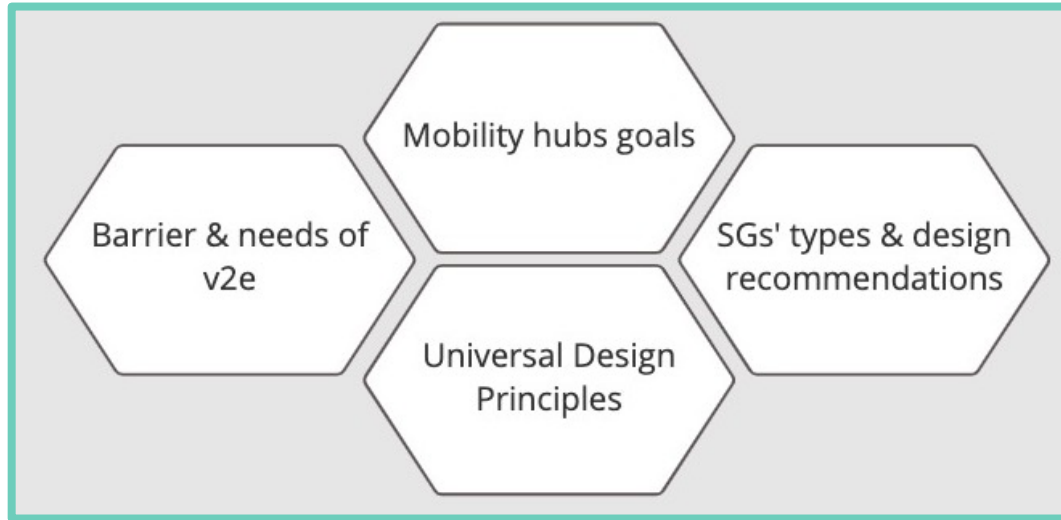 Mobility hubs goals
Barrier & needs of
v2e
SGs' types & design
recommendations
Universal Design
Principles